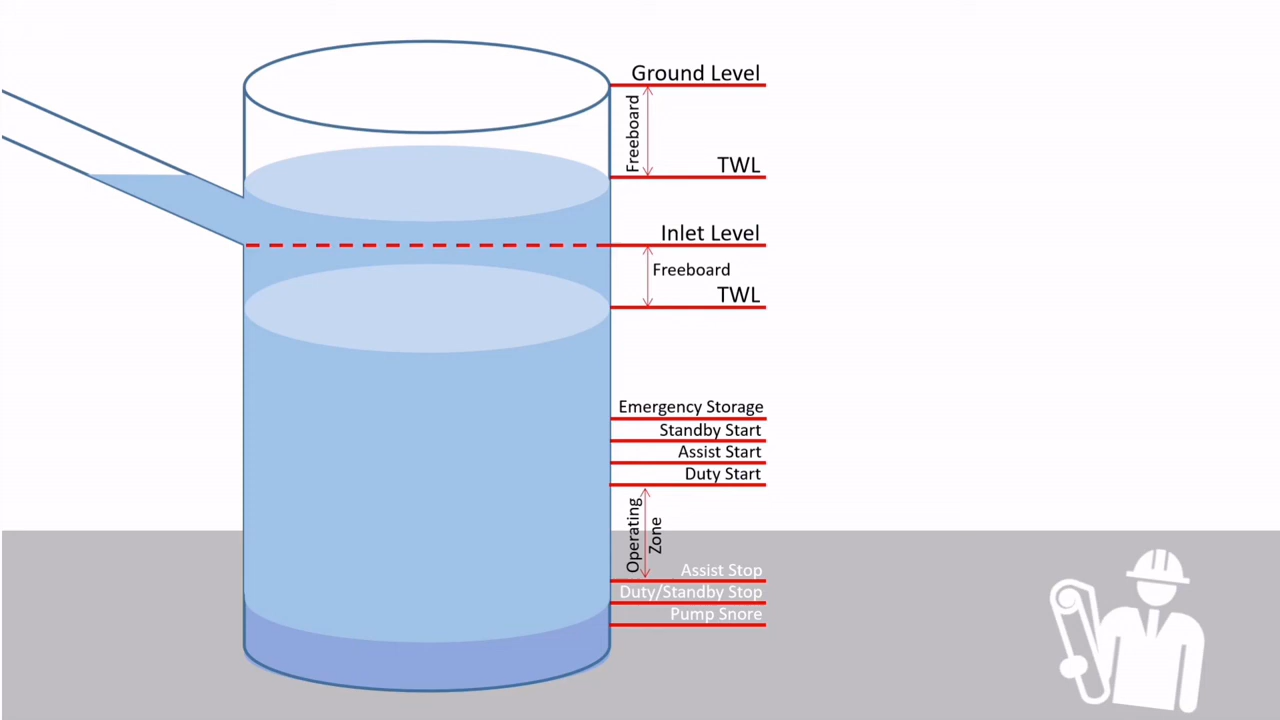 Ground Level
Freeboard
TWL
Inlet Level
Freeboard
TWL
Emergency Storage
Standby Start
Assist Start
Duty Start
Operating
Zone
Assist Stop
Duty/Standby Stop
Pump Snore